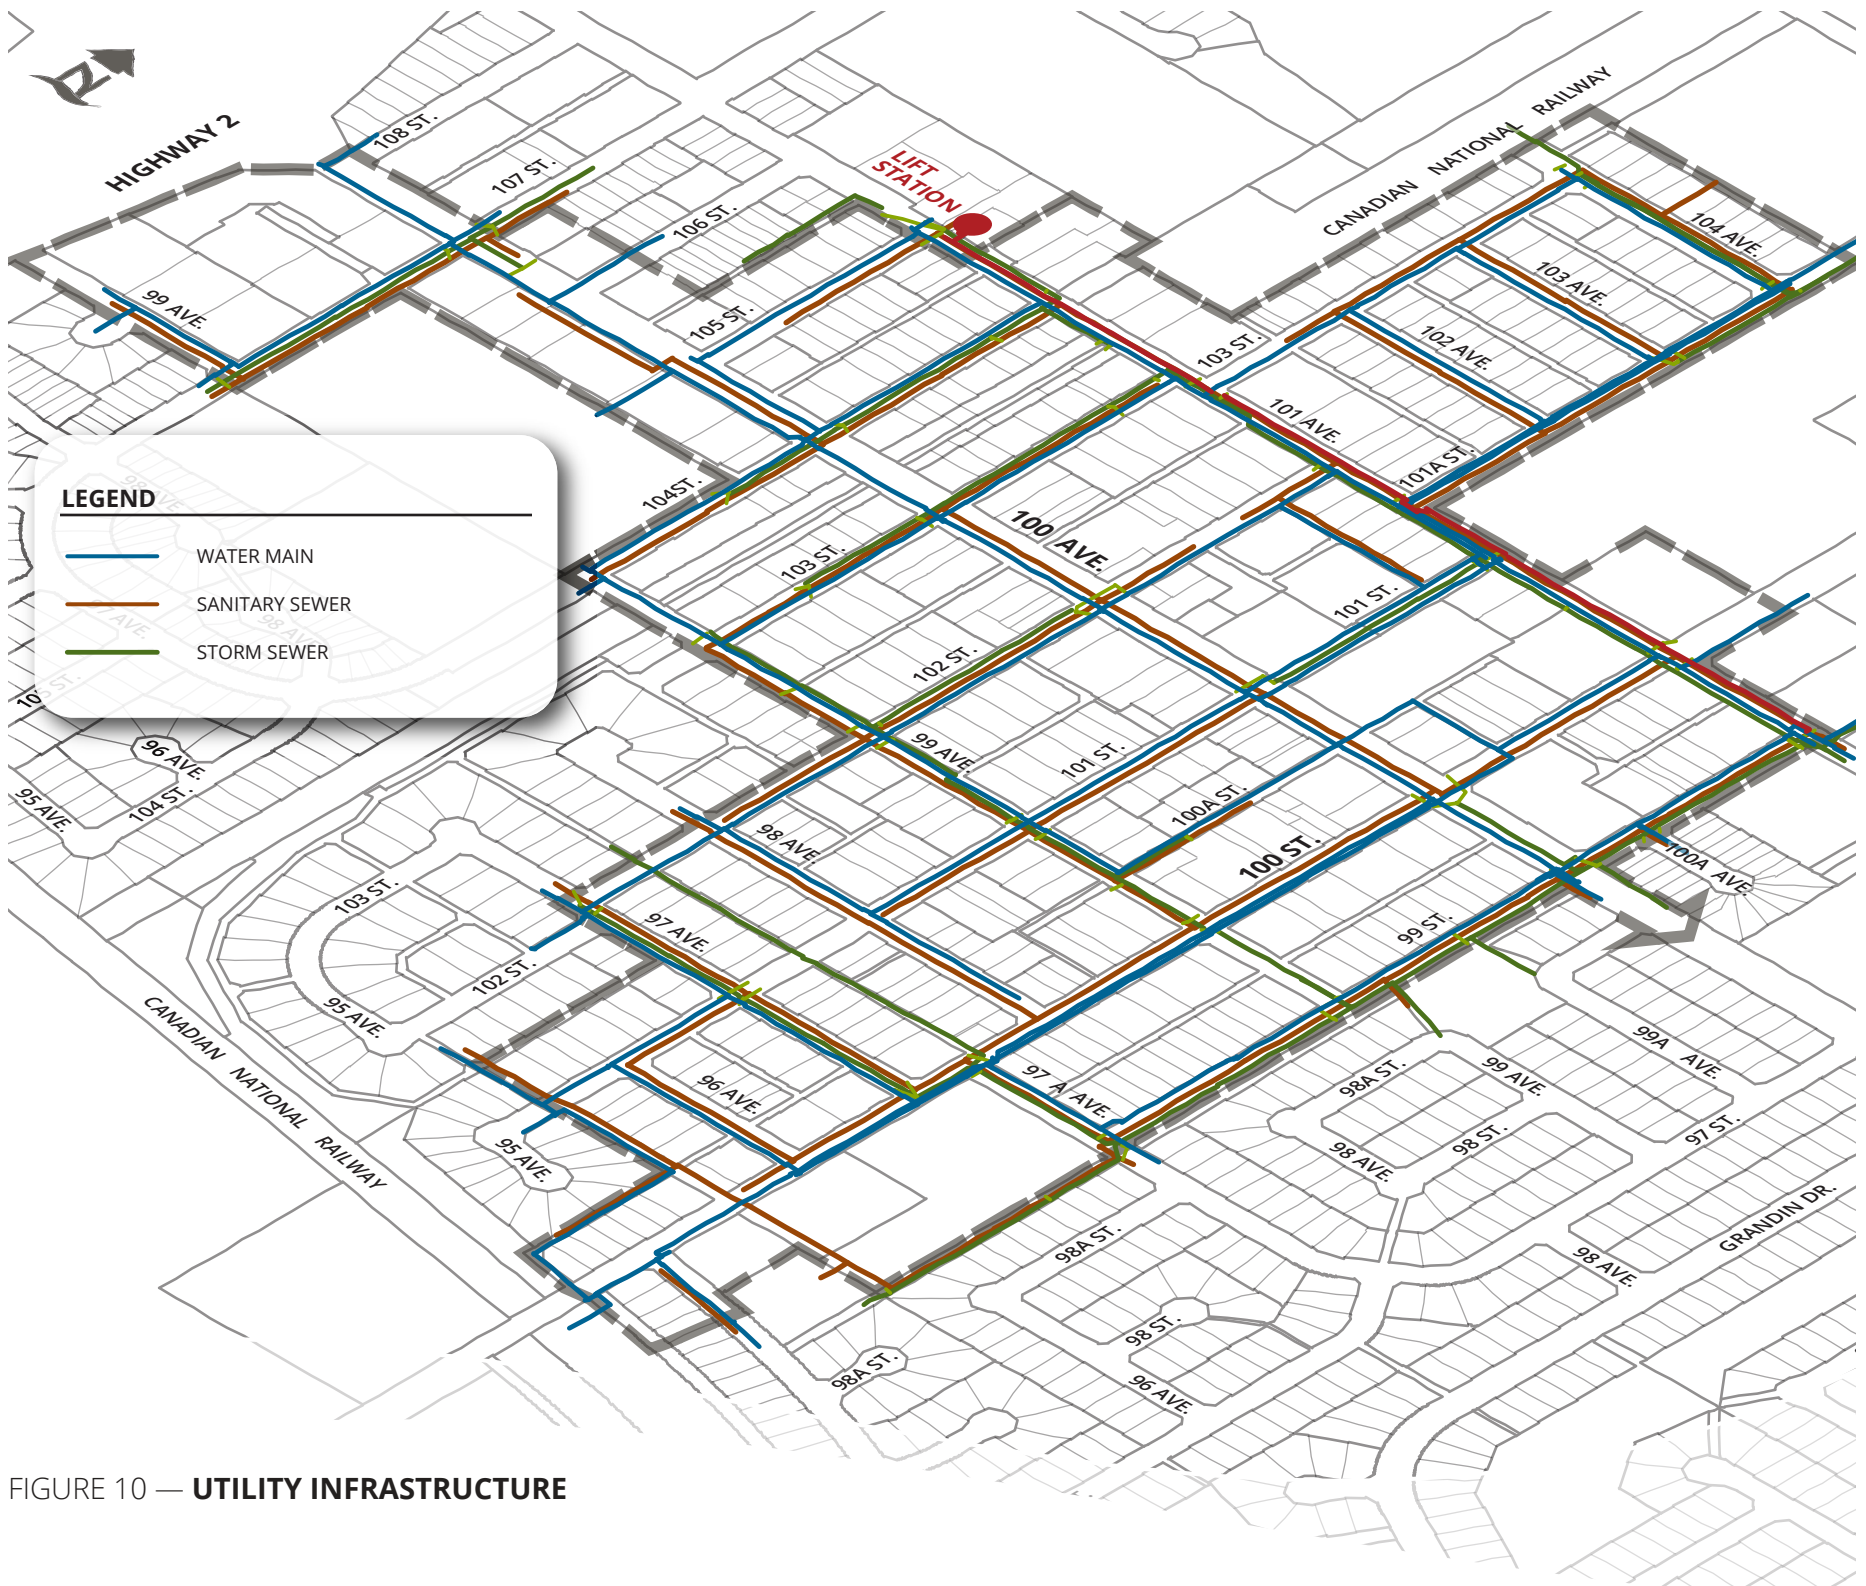 HIGHWAY 2
108 ST.
107 ST.
106 ST.
105 ST.
LIFT
STATION
CANADIAN NATIONAL RAILWAY
104 AVE.
103 AVE.
102 AVE.
103 ST.
101 AVE.
101A ST.
99 AVE.
104ST.
103 ST.
100 AVE.
101 ST.
102 ST.
99 AVE.
101 ST.
100A ST.
100 ST.
98 AVE.
97 AVE.
99 ST.
100A AVE.
LEGEND
WATER MAIN
SANITARY SEWER
STORM SEWER
98 AVE.
96 AVE.
95 AVE.
104 ST.
103 ST.
102 ST.
95 AVE.
CANADIAN NATIONAL RAILWAY
96 AVE.
95 AVE.
97 A AVE.
98A ST.
99 AVE.
99A AVE.
98 AVE.
98 ST.
97 ST.
GRANDIN DR.
98 AVE.
98A ST.
98 ST.
96 AVE.
98A ST.
FIGURE 10 — UTILITY INFRASTRUCTURE